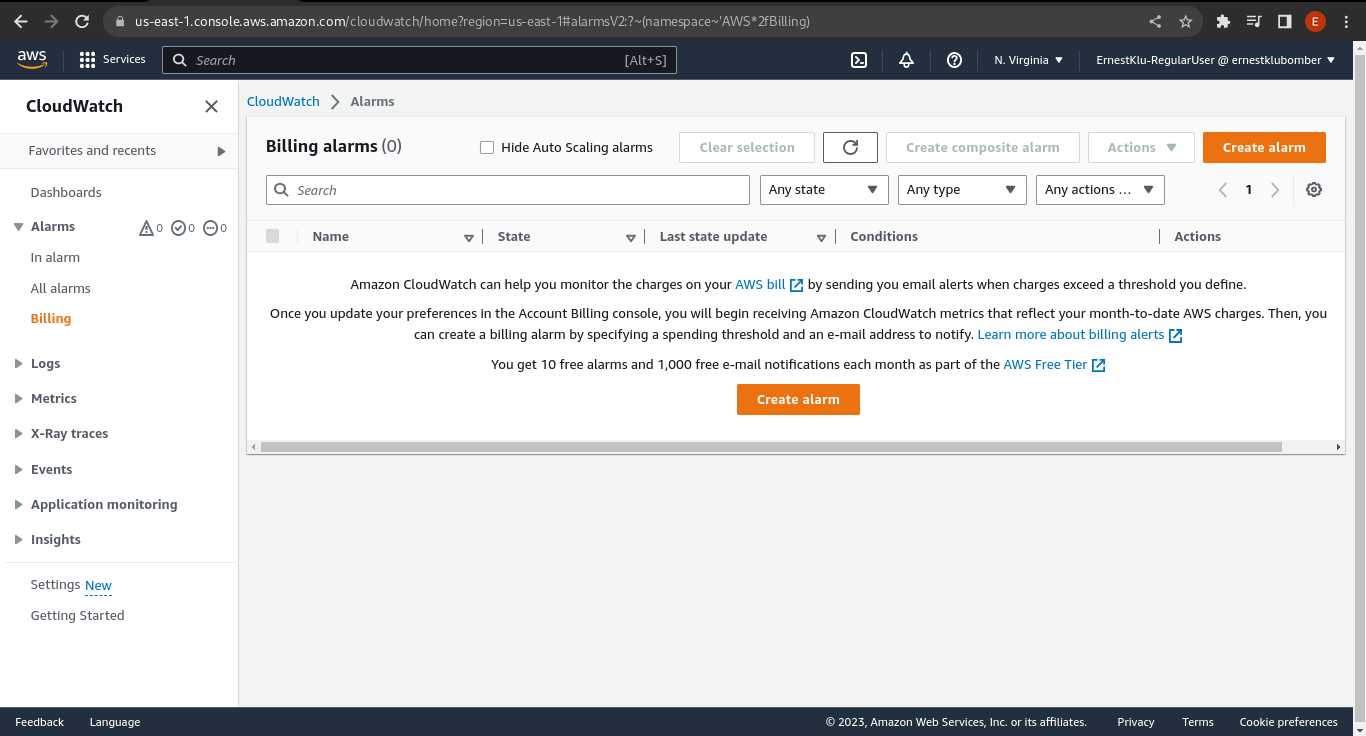 us-east-1.console.aws.amazon.com/cloudwatch/home?region=us-east-1#alarmsV2:?~(namespace~'AWS*2fBilling)
E
aws
Services
Search
[Alt+S]
N. Virginia
ErnestKlu-RegularUser @ ernestklubomber
CloudWatch
Favorites and recents
Dashboards
Alarms
0
0
0
In alarm
All alarms
Billing
Logs
Metrics
X-Ray traces
Events
Application monitoring
Insights
Settings New
Getting Started
CloudWatch
Alarms
Billing alarms (0)
Hide Auto Scaling alarms
Clear selection
Create composite alarm
Actions
Create alarm
Search
Any state
Any type
Any actions ...
1
Name
State
Last state update
Conditions
Actions
Amazon CloudWatch can help you monitor the charges on your AWS bill by sending you email alerts when charges exceed a threshold you define.
Once you update your preferences in the Account Billing console, you will begin receiving Amazon CloudWatch metrics that reflect your month-to-date AWS charges. Then, you
can create a billing alarm by specifying a spending threshold and an e-mail address to notify. Learn more about billing alerts
You get 10 free alarms and 1,000 free e-mail notifications each month as part of the AWS Free Tier
Create alarm
Feedback
Language
© 2023, Amazon Web Services, Inc. or its affiliates.
Privacy
Terms
Cookie preferences